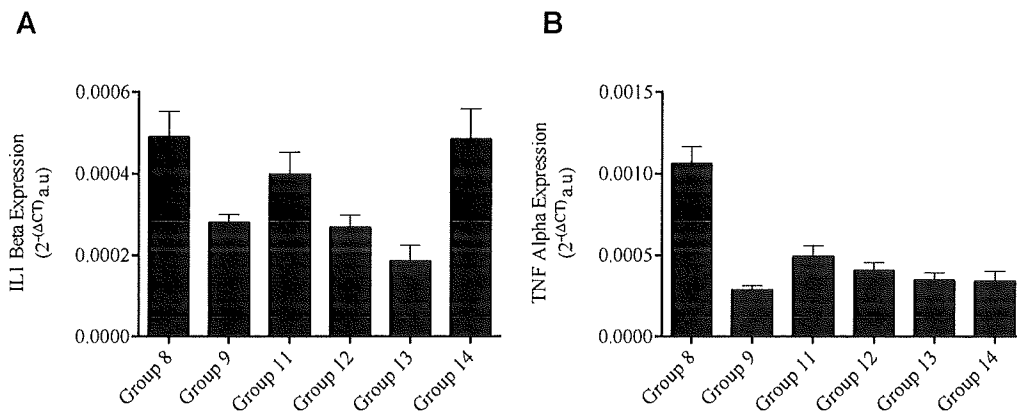 A
IL1 Beta Expression
(2-(ΔCT)a.u)
0.0006
0.0004
0.0002
0.0000
Group 8
Group 9
Group 11
Group 12
Group 13
Group 14
B
TNF Alpha Expression
(2-(ΔCT)a.u)
0.0015
0.0010
0.0005
0.0000
Group 8
Group 9
Group 11
Group 12
Group 13
Group 14